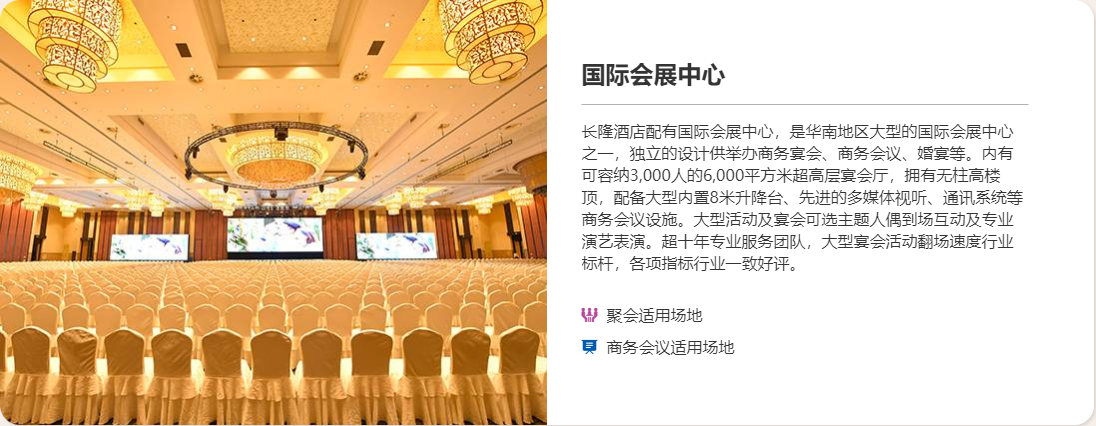 国际会展中心
长隆酒店配有国际会展中心，是华南地区大型的国际会展中心
之一，独立的设计供举办商务宴会、商务会议、婚宴等。内有
可容纳3,000人的6,000平方米超高层宴会厅，拥有无柱高楼
顶，配备大型内置8米升降台、先进的多媒体视听、通讯系统等
商务会议设施。大型活动及宴会可选主题人偶到场互动及专业
演艺表演。超十年专业服务团队，大型宴会活动翻场速度行业
标杆，各项指标行业一致好评。
聚会适用场地
商务会议适用场地